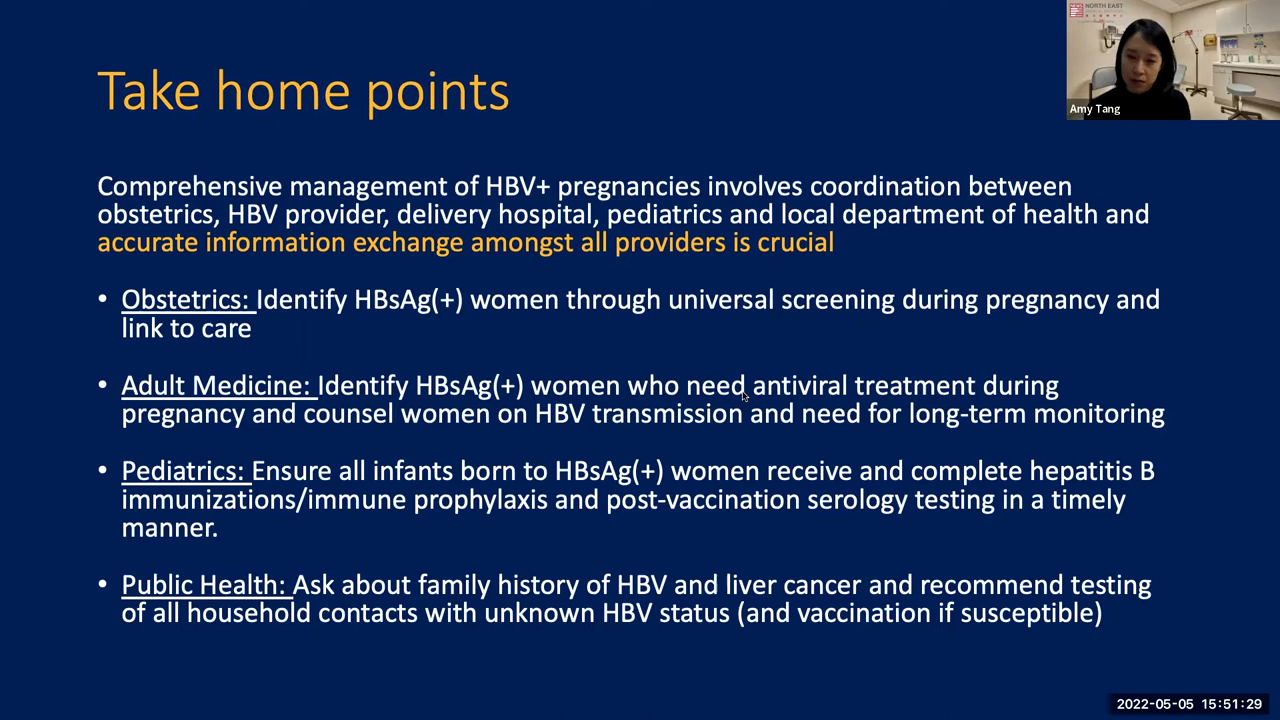 NORTH EAST
Take home points
Amy Tang
Comprehensive management of HBV+ pregnancies involves coordination between
obstetrics, HBV provider, delivery hospital, pediatrics and local department of health and
accurate information exchange amongst all providers is crucial
• Obstetrics: Identify HBsAg(+) women through universal screening during pregnancy and
link to care
• Adult Medicine: Identify HBsAg(+) women who need antiviral treatment during
pregnancy and counsel women on HBV transmission and need for long-term monitoring
• Pediatrics: Ensure all infants born to HBsAg(+) women receive and complete hepatitis B
immunizations/immune prophylaxis and post-vaccination serology testing in a timely
manner.
• Public Health: Ask about family history of HBV and liver cancer and recommend testing
of all household contacts with unknown HBV status (and vaccination if susceptible)
2022-05-05 15:51:29